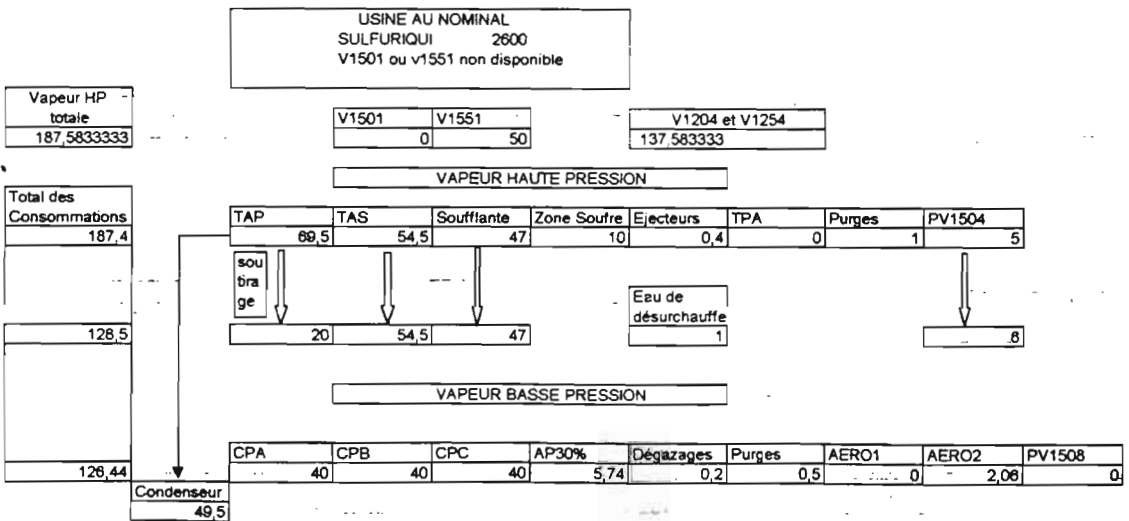 USINE AU NOMINAL
SULFURIQUI 2600
V1501 ou v1551 non disponible
Vapeur HP
totale
187,5833333
V1501 V1551
0 50
V1204 et V1254
137,583333
VAPEUR HAUTE PRESSION
Total des
Consommations
187,4
TAP TAS Soufflante Zone Soufre Ejecteurs TPA Purges PV1504
69,5 54,5 47 10 0,4 0 1 5
sou
tira
ge
Eau de
désurchauffe
128,5
20 54,5 47 1 6
VAPEUR BASSE PRESSION
CPA CPB CPC AP30% Dégazages Purges AERO1 AERO2 PV1508
126,44
40 40 40 5,74 0,2 0,5 0 2,06 0
Condenseur
49,5